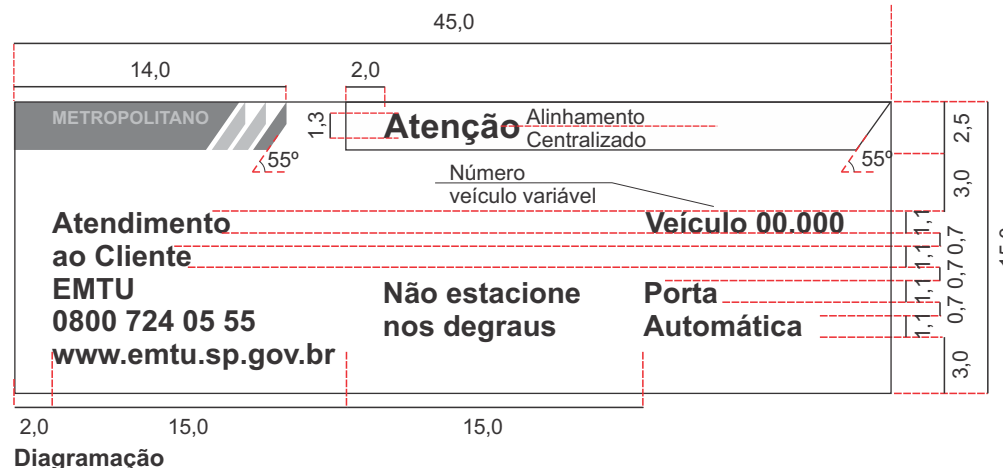 45,0
14,0
2,0
METROPOLITANO
1,3
Atenção
Alinhamento
Centralizado
2,5
55º
55º
Número
veículo variável
3,0
Atendimento
ao Cliente
EMTU
0800 724 05 55
www.emtu.sp.gov.br
Veículo 00.000
Não estacione
nos degraus
Porta
Automática
1,1
0,7
1,1
0,7
1,1
0,7
1,1
3,0
2,0
15,0
15,0
Diagramação